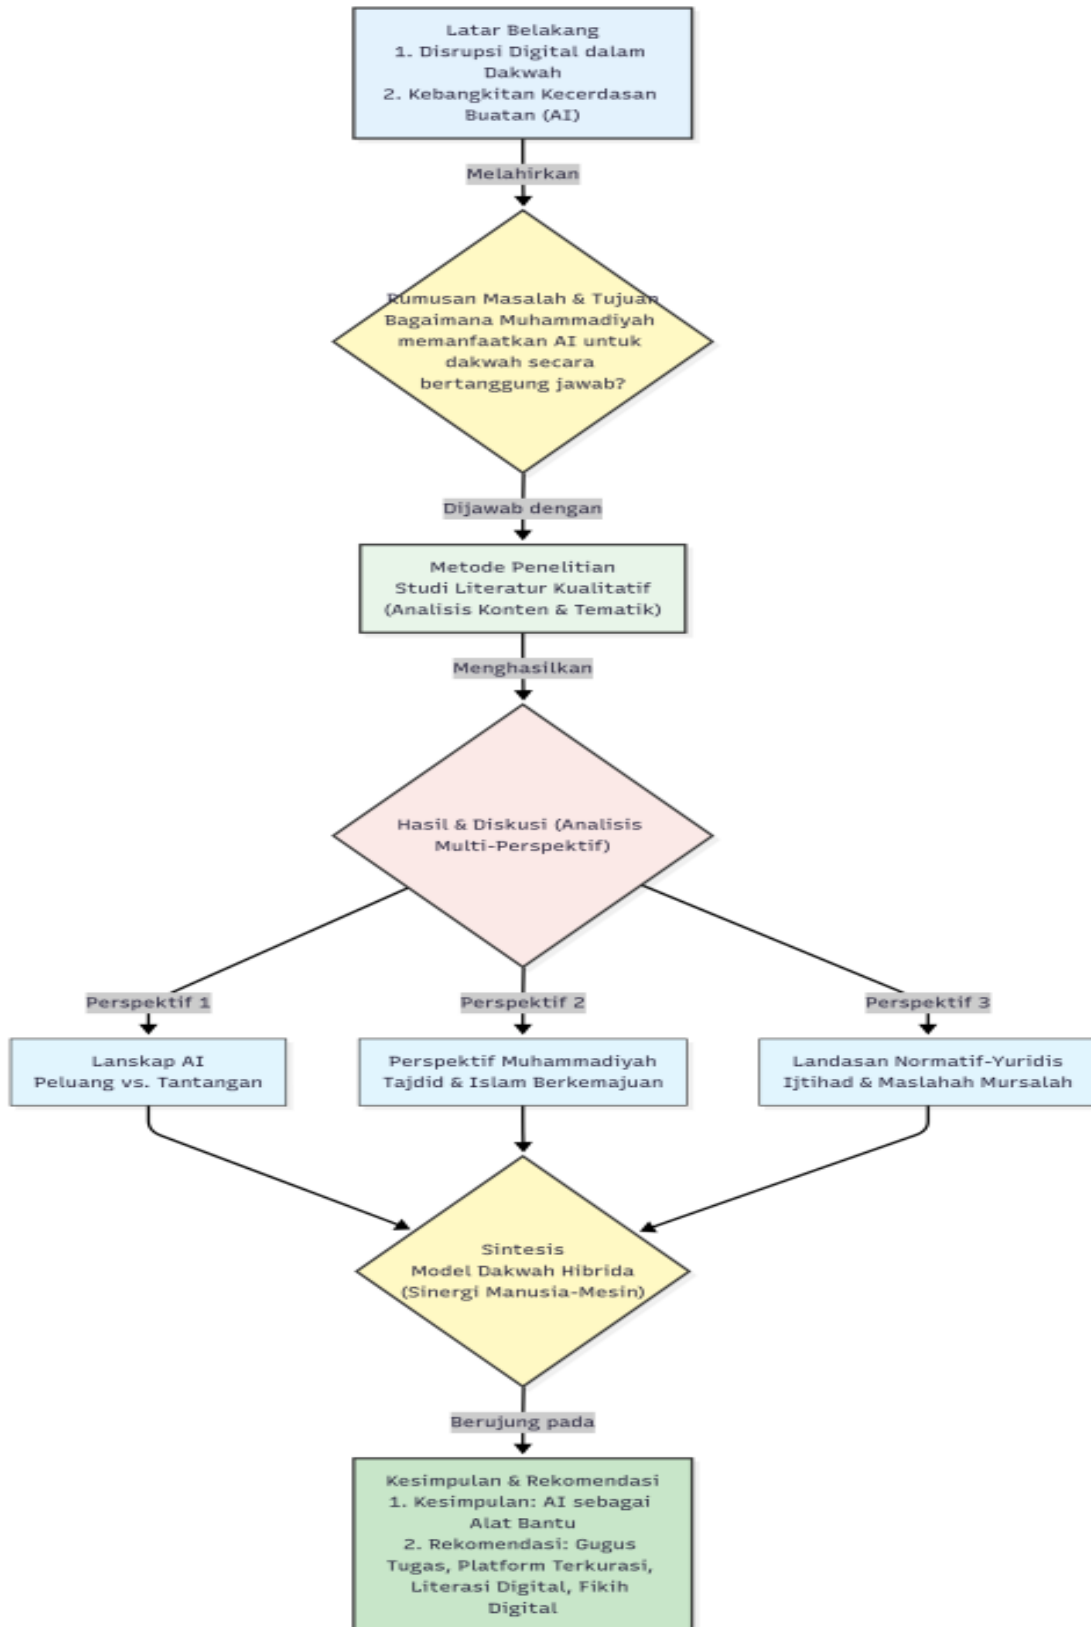 Latar Belakang
1. Disrupsi Digital dalam
Dakwah
2. Kebangkitan Kecerdasan
Buatan (AI)
Melahirkan
Rumusan Masalah & Tujuan
Bagaimana Muhammadiyah
memanfaatkan AI untuk
dakwah secara
bertanggung jawab?
Dijawab dengan
Metode Penelitian
Studi Literatur Kualitatif
(Analisis Konten & Tematik)
Menghasilkan
Hasil & Diskusi (Analisis
Multi-Perspektif)
Perspektif 1
Perspektif 2
Perspektif 3
Lanskap AI
Peluang vs. Tantangan
Perspektif Muhammadiyah
Tajdid & Islam Berkemajuan
Landasan Normatif-Yuridis
Ijtihad & Maslahah Mursalah
Sintesis
Model Dakwah Hibrida
(Sinergi Manusia-Mesin)
Berujung pada
Kesimpulan & Rekomendasi
1. Kesimpulan: AI sebagai
Alat Bantu
2. Rekomendasi: Gugus
Tugas, Platform Terkurasi,
Literasi Digital, Fikih
Digital